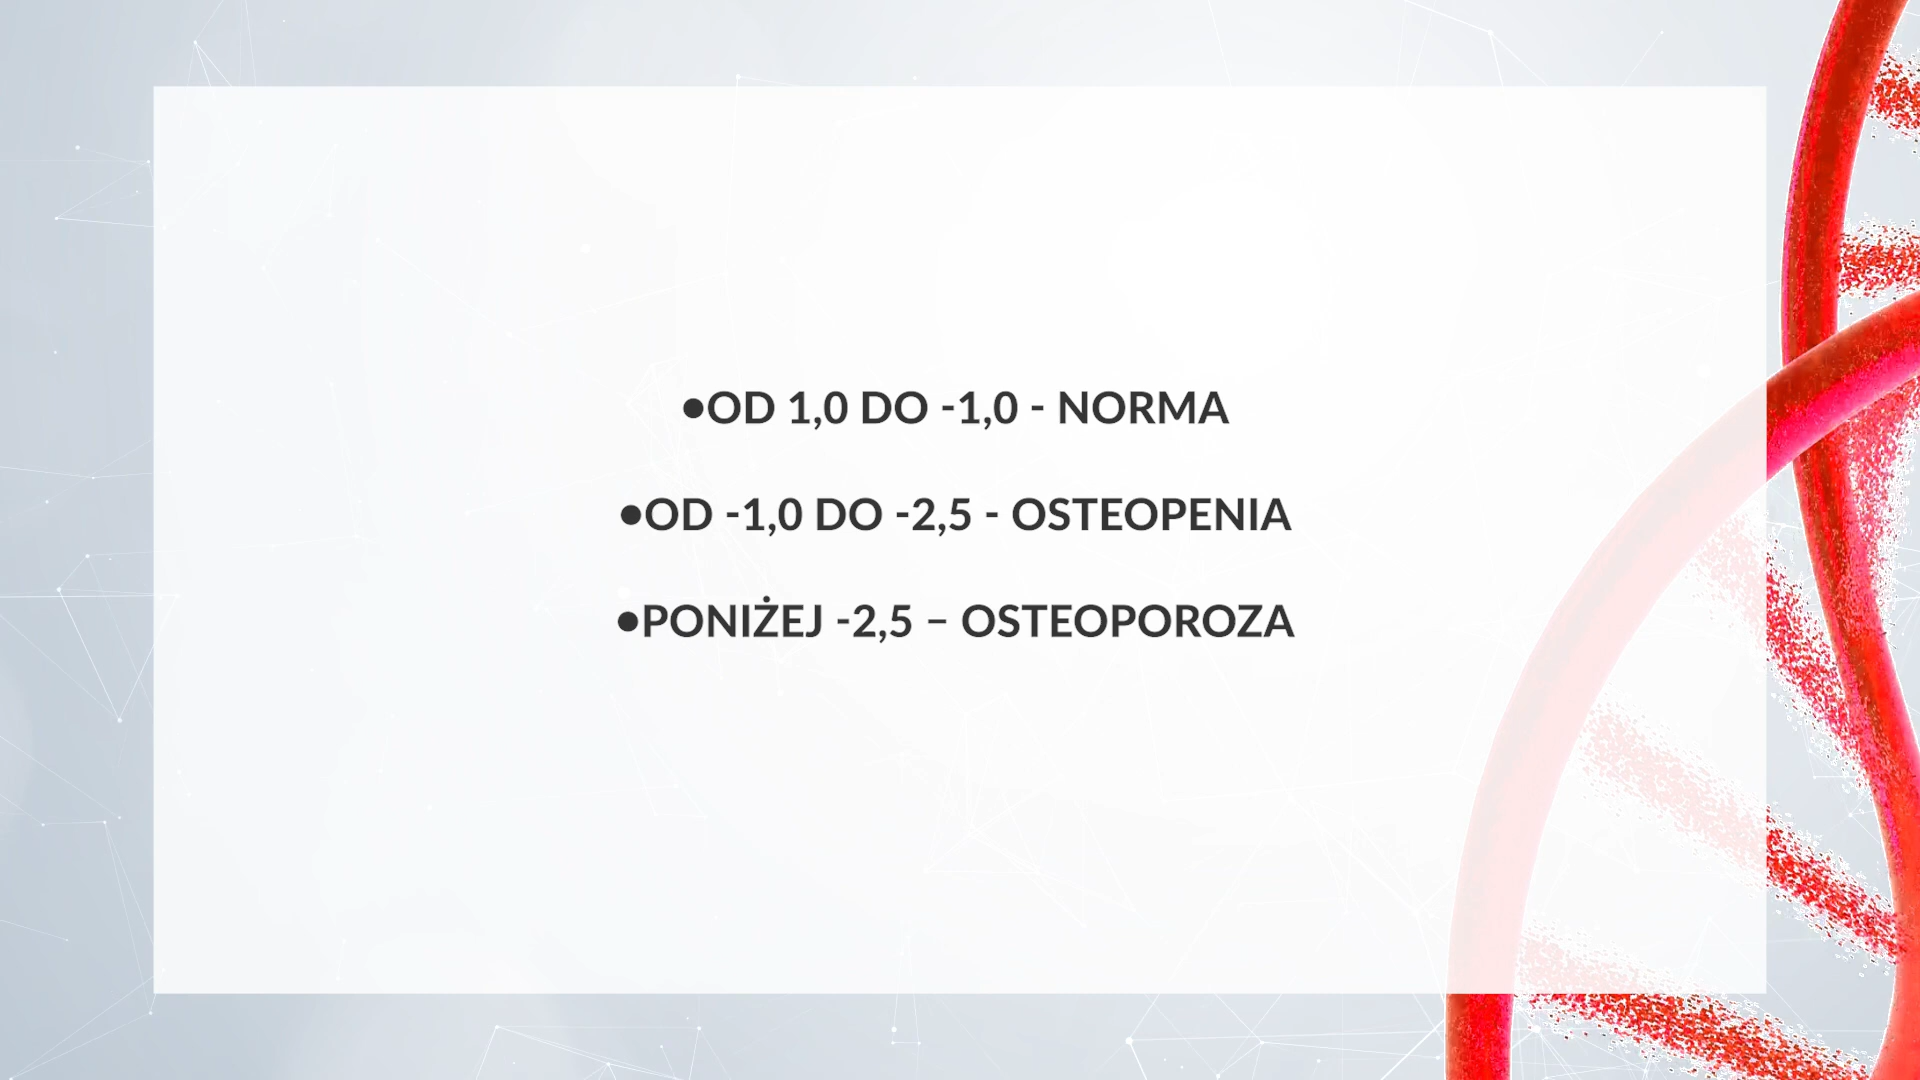 ●OD 1,0 DO -1,0 - NORMA
●OD -1,0 DO -2,5 - OSTEOPENIA
●PONIŻEJ -2,5 – OSTEOPOROZA